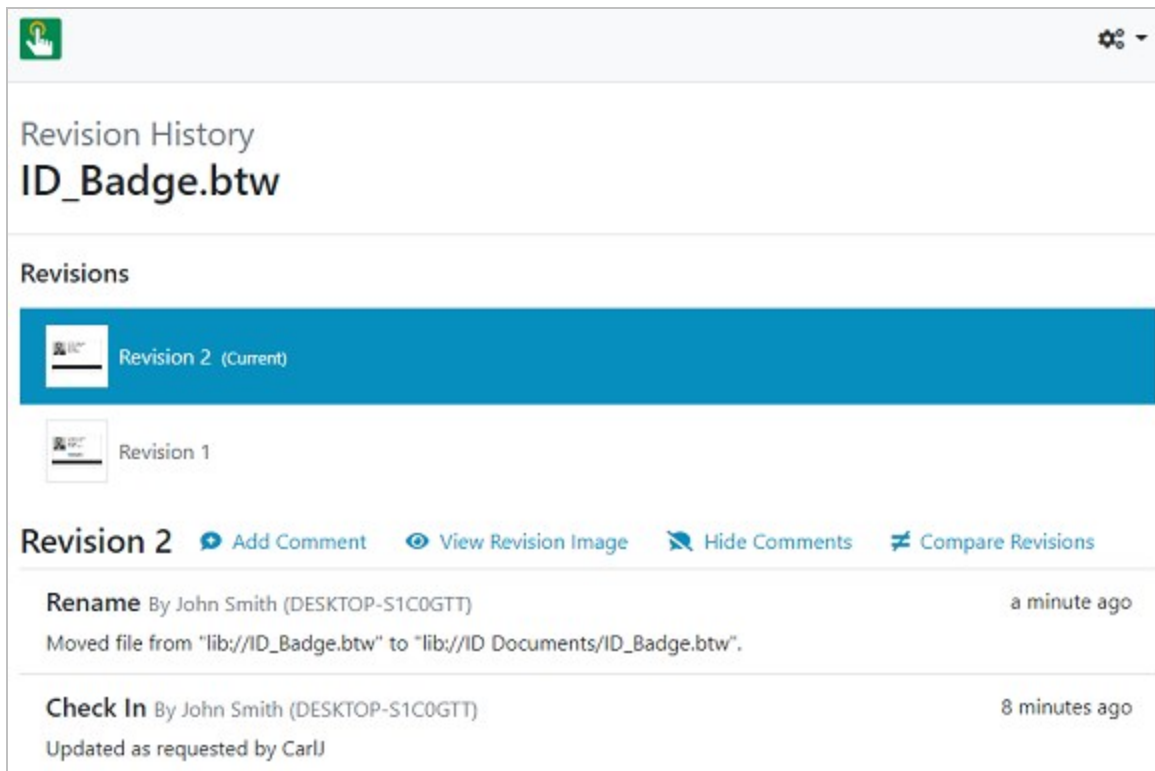 Revision History
ID_Badge.btw
Revisions
Revision 2 (Current)
Revision 1
Revision 2 Add Comment View Revision Image Hide Comments Compare Revisions
Rename By John Smith (DESKTOP-S1C0GTT) a minute ago
Moved file from "lib://ID_Badge.btw" to "lib://ID Documents/ID_Badge.btw".
Check In By John Smith (DESKTOP-S1C0GTT) 8 minutes ago
Updated as requested by CarlJ